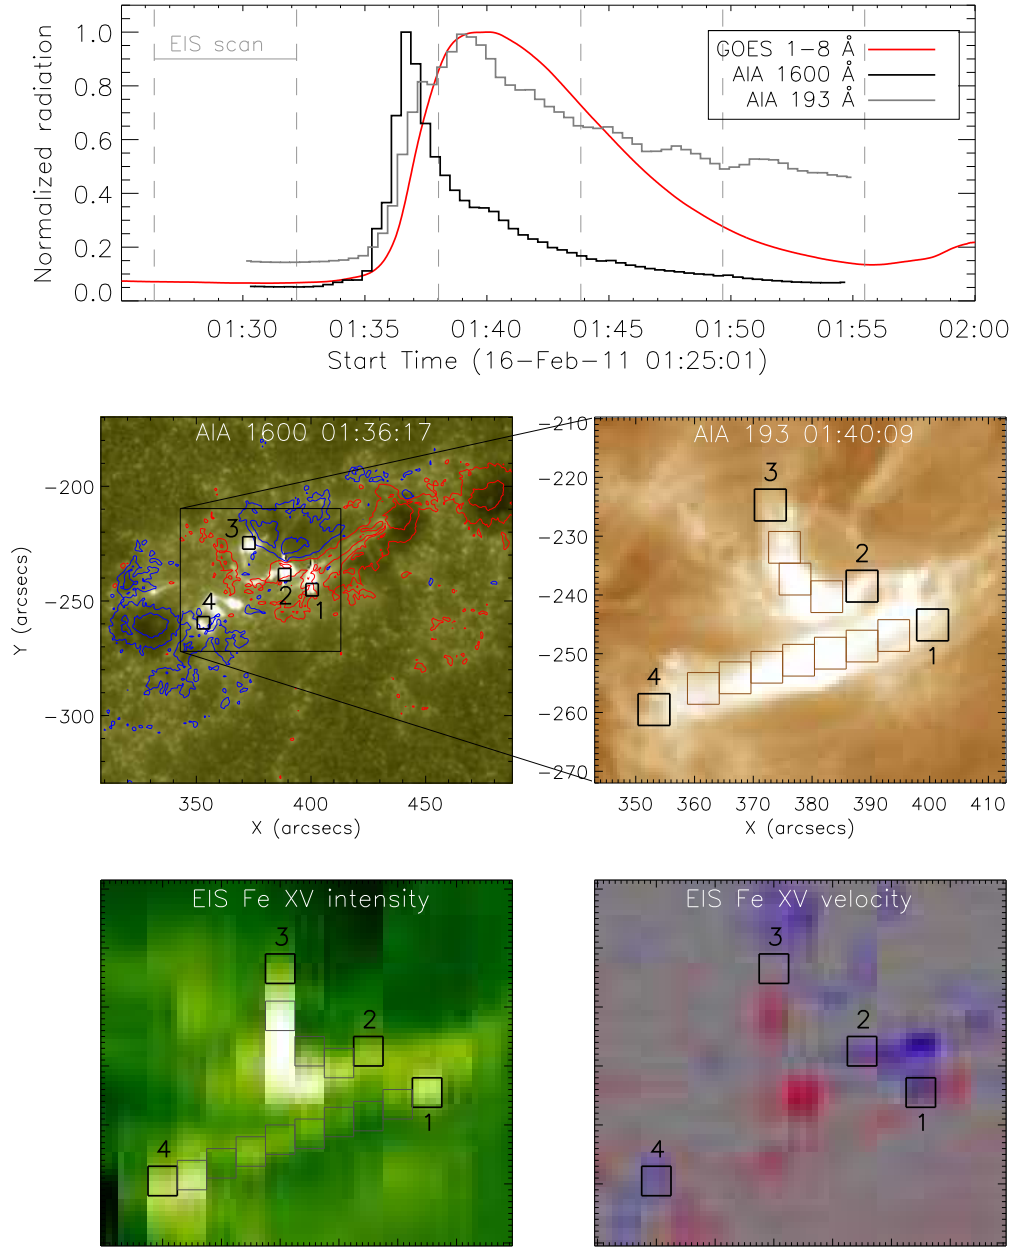 EIS scan
GOES 1−8 Å
AIA 1600 Å
AIA 193 Å
Normalized radiation
1.0
0.8
0.6
0.4
0.2
0.0
01:30 01:35 01:40 01:45 01:50 01:55 02:00
Start Time (16−Feb−11 01:25:01)
AIA 1600 01:36:17
3
2
1
4
Y (arcsecs)
−200
−250
−300
350 400 450
X (arcsecs)
AIA 193 01:40:09
3
2
1
4
−210
−220
−230
−240
−250
−260
−270
350 360 370 380 390 400 410
X (arcsecs)
EIS Fe XV intensity
3
2
1
4
EIS Fe XV velocity
3
2
1
4